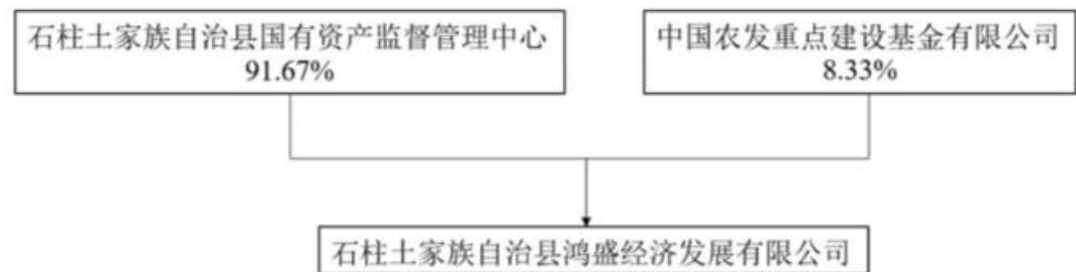 石柱土家族自治县国有资产监督管理中心
91.67%
中国农发重点建设基金有限公司
8.33%
石柱土家族自治县鸿盛经济发展有限公司